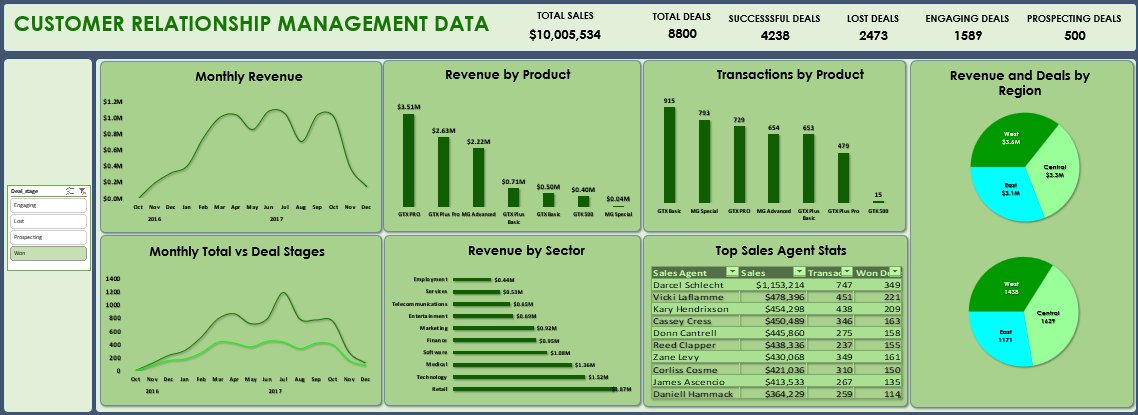 CUSTOMER RELATIONSHIP MANAGEMENT DATA
TOTAL SALES
$10,005,534
TOTAL DEALS
8800
SUCCESSSFUL DEALS
4238
LOST DEALS
2473
ENGAGING DEALS
1589
PROSPECTING DEALS
500
Deal_stage
Engaging
Lost
Prospecting
Won
Monthly Revenue
$1.2M
$1.0M
$0.8M
$0.6M
$0.4M
$0.2M
$0.0M
Oct Nov Dec Jan Feb Mar Apr May Jun Jul Aug Sep Oct Nov Dec
2016 2017
Revenue by Product
$3.51M
$2.63M
$2.22M
$0.71M
$0.50M
$0.40M
$0.04M
GTX PRO GTX Plus Pro MG Advanced GTX Plus Basic GTX Basic GTK 500 MG Special
Transactions by Product
915
793
729
654
653
479
15
GTX Basic MG Special GTX PRO MG Advanced GTX Plus Basic GTX Plus Pro GTK 500
Revenue and Deals by
Region
West
$3.6M
Central
$3.3M
East
$3.1M
West
1438
Central
1629
East
1171
Monthly Total vs Deal Stages
1400
1200
1000
800
600
400
200
0
Oct Nov Dec Jan Feb Mar Apr May Jun Jul Aug Sep Oct Nov Dec
2016 2017
Revenue by Sector
Employment $0.44M
Services $0.53M
Telecommunications $0.65M
Entertainment $0.69M
Marketing $0.92M
Finance $0.95M
Software $1.08M
Medical $1.36M
Technology $1.52M
Retail $1.87M
Top Sales Agent Stats
Sales Agent Sales Transac Won De
Darcel Schlecht $1,153,214 747 349
Vicki Laflamme $478,396 451 221
Kary Hendrixson $454,298 438 209
Cassey Cress $450,489 346 163
Donn Cantrell $445,860 275 158
Reed Clapper $438,336 237 155
Zane Levy $430,068 349 161
Corliss Cosme $421,036 310 150
James Ascencio $413,533 267 135
Daniell Hammack $364,229 259 114